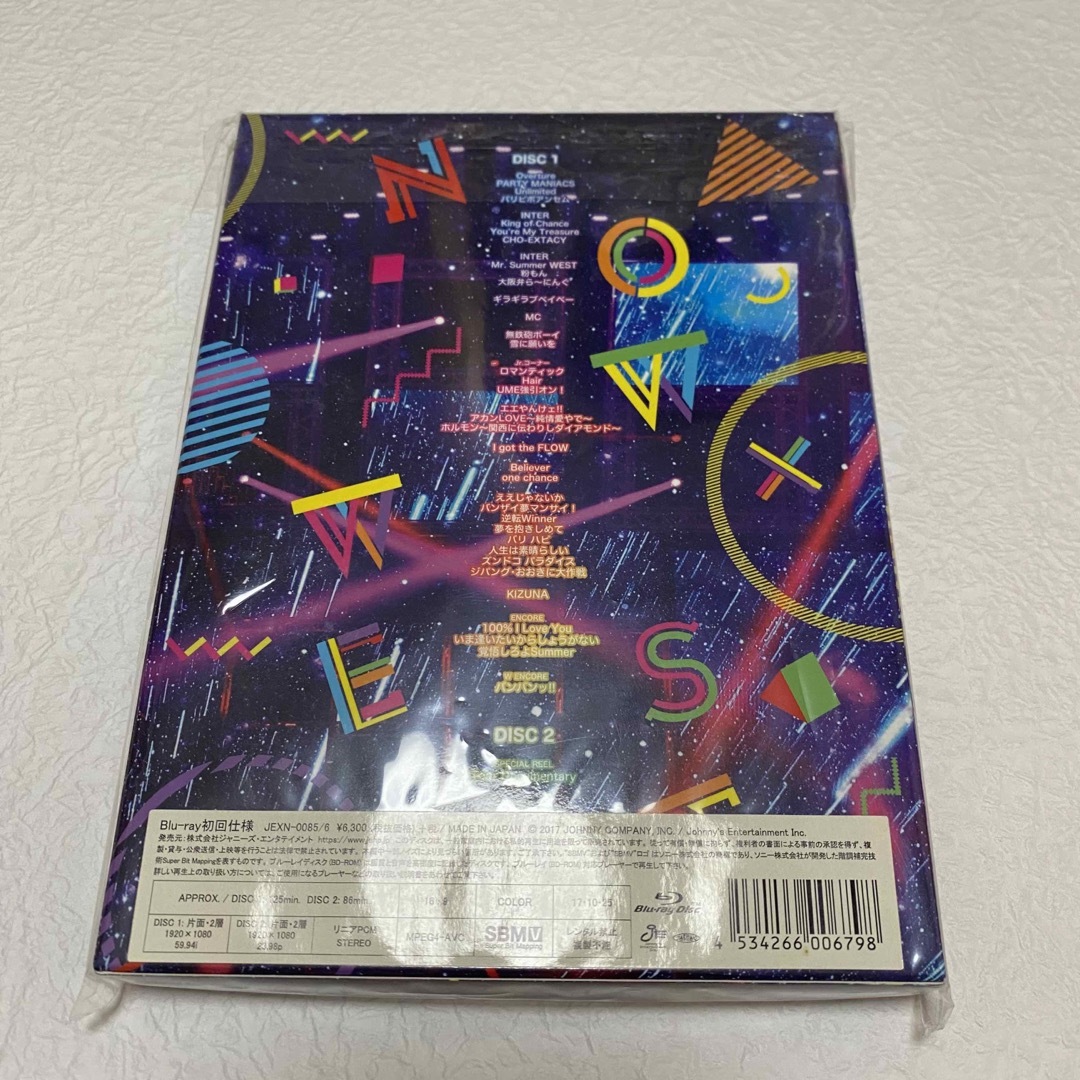 DISC 1
Overture
PARTY MANIACS
Unlimited
パリピポアンセム
INTER
King of Chance
You're My Treasure
CHO-EXTACY
INTER
Mr. Summer WEST
粉もん
大阪弁ら〜にんぐ
ギラギラブベイベー
MC
無鉄砲ボーイ
雪に願いを
Jr.コーナー
ロマンティック
Hair
UME強引オン！
エエやんけェ!!
アカンLOVE〜純情愛やで〜
ホルモン〜関西に伝わりしダイアモンド〜
I got the FLOW
Believer
one chance
ええじゃないか
バンザイ夢マンサイ！
逆転Winner
夢を抱きしめて
パリ ハピ
人生は素晴らしい
ズンドコ パラダイス
ジパング・おおきに大作戦
KIZUNA
ENCORE
100% I Love You
いま逢いたいからしょうがない
覚悟しろよSummer
W ENCORE
バンバンッ!!
DISC 2
SPECIAL REEL
N
O
W
W
E
S
Blu-ray初回仕様 JEXN-0085/6 ¥6,300 +税 / MADE IN JAPAN ℗© 2017 JOHNNY COMPANY, INC. / Johnny's Entertainment Inc.
発売元：株式会社ジャニーズ・エンタテイメント
APPROX. / DISC DISC 2: 86min. 16:9 COLOR 17・10・25 Blu-ray Disc
DISC 1: 片面・2層 片面・2層 リニアPCM MPEG4-AVC SBMV レンタル禁止
1920×1080 1920×1080 STEREO Super Bit Mapping 複製不能
59.94i 23.98p
4 534266 006798